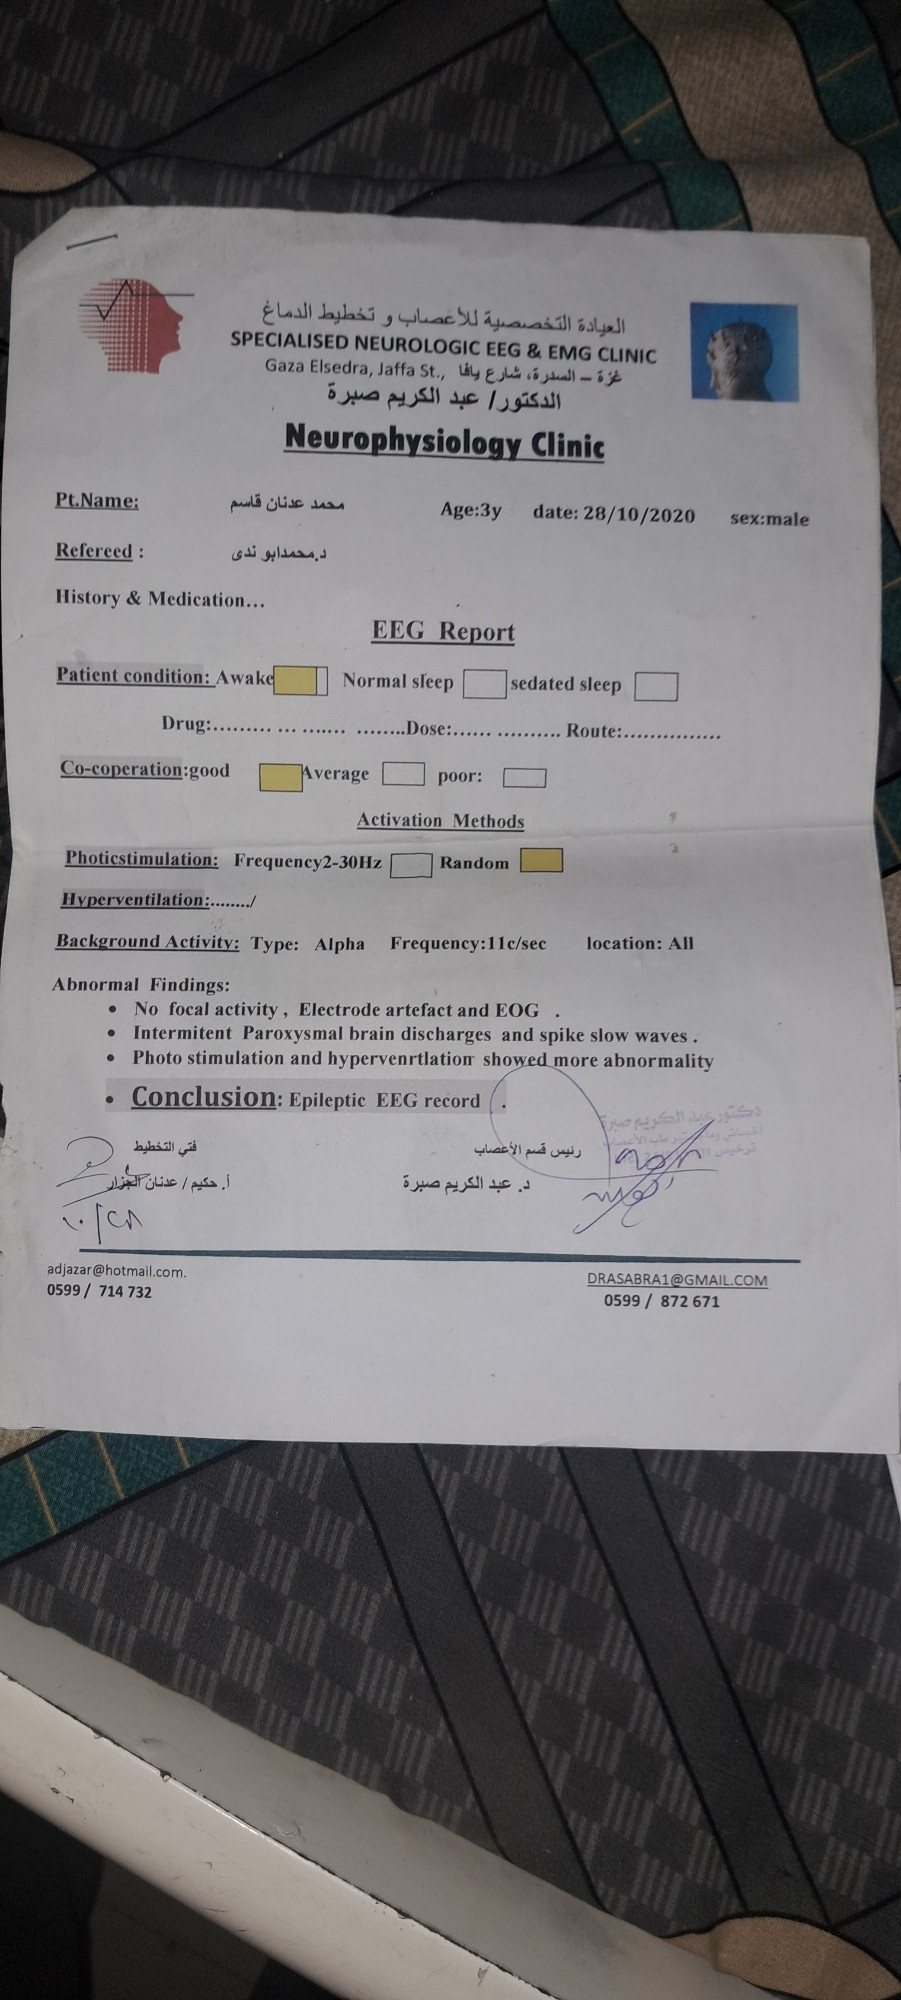 العيادة التخصصية للأعصاب و تخطيط الدماغ
SPECIALISED NEUROLOGIC EEG & EMG CLINIC
Gaza Elsedra, Jaffa St., غزة – السدرة، شارع يافا
الدكتور/ عبد الكريم صبرة
Neurophysiology Clinic
Pt.Name: محمد عدنان قاسم Age:3y date: 28/10/2020 sex:male
Refereed : د.محمدابو ندى
History & Medication...
EEG Report
Patient condition: Awake Normal sleep sedated sleep
Drug:......... ... ....... ........Dose:...... .......... Route:...............
Co-coperation:good Average poor:
Activation Methods
Photicstimulation: Frequency2-30Hz Random
Hyperventilation:......../
Background Activity: Type: Alpha Frequency:11c/sec location: All
Abnormal Findings:
• No focal activity , Electrode artefact and EOG .
• Intermitent Paroxysmal brain discharges and spike slow waves .
• Photo stimulation and hypervenrtlation showed more abnormality
• Conclusion: Epileptic EEG record .
دكتور عبد الكريم صبرة
فتي التخطيط رئيس قسم الأعصاب
أ. حكيم / عدنان الجزار د. عبد الكريم صبرة
adjazar@hotmail.com. DRASABRA1@GMAIL.COM
0599 / 714 732 0599 / 872 671